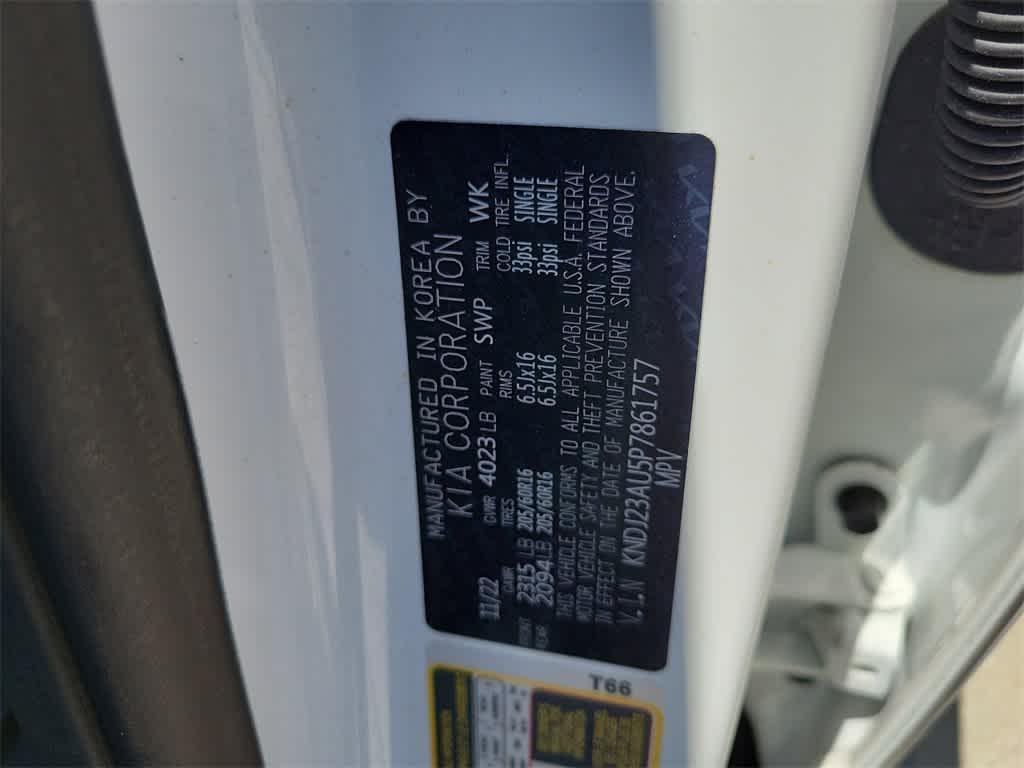 MANUFACTURED IN KOREA BY
KIA CORPORATION
11/22 GVWR 4023 LB PAINT SWP TRIM WK
GAWR TIRES RIMS COLD TIRE INFL.
FRONT 2315 LB 205/60R16 6.5Jx16 33psi SINGLE
REAR 2094 LB 205/60R16 6.5Jx16 33psi SINGLE
THIS VEHICLE CONFORMS TO ALL APPLICABLE U.S.A. FEDERAL
MOTOR VEHICLE SAFETY AND THEFT PREVENTION STANDARDS
IN EFFECT ON THE DATE OF MANUFACTURE SHOWN ABOVE.
V.I.N KNDJ23AU5P7861757
MPV
T66